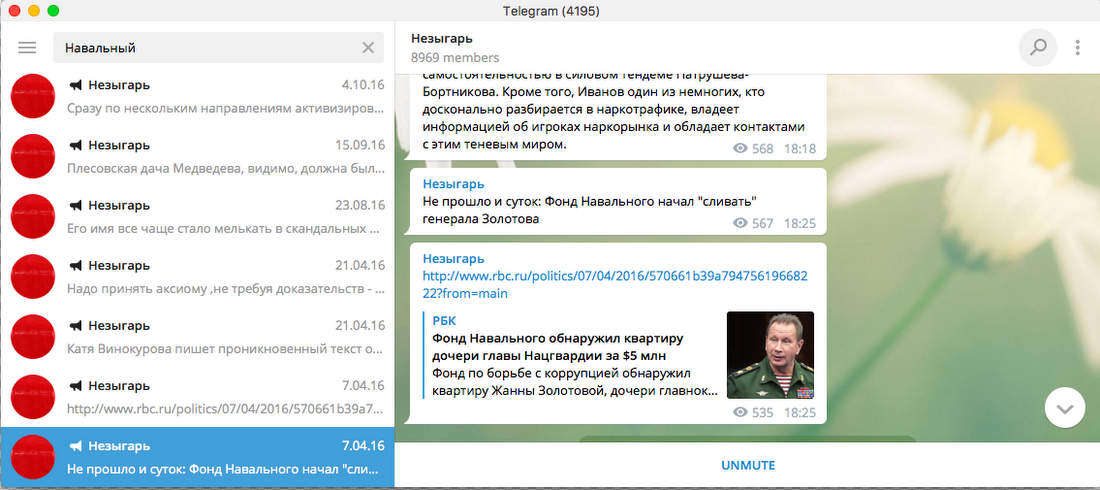 Telegram (4195)
Навальный
Незыгарь 4.10.16
Сразу по нескольким направлениям активизиров...
Незыгарь 15.09.16
Плесовская дача Медведева, видимо, должна был...
Незыгарь 23.08.16
Его имя все чаще стало мелькать в скандальных ...
Незыгарь 21.04.16
Надо принять аксиому ,не требуя доказательств - ...
Незыгарь 21.04.16
Катя Винокурова пишет проникновенный текст о...
Незыгарь 7.04.16
http://www.rbc.ru/politics/07/04/2016/570661b39a7...
Незыгарь 7.04.16
Не прошло и суток: Фонд Навального начал "сли...
Незыгарь
8969 members
самостоятельностью в силовом тендеме Патрушева-
Бортникова. Кроме того, Иванов один из немногих, кто
досконально разбирается в наркотрафике, владеет
информацией об игроках наркорынка и обладает контактами
с этим теневым миром.
568 18:18
Незыгарь
Не прошло и суток: Фонд Навального начал "сливать"
генерала Золотова
567 18:25
Незыгарь
http://www.rbc.ru/politics/07/04/2016/570661b39a794756196682
22?from=main
РБК
Фонд Навального обнаружил квартиру
дочери главы Нацгвардии за $5 млн
Фонд по борьбе с коррупцией обнаружил
квартиру Жанны Золотовой, дочери главнок...
535 18:25
UNMUTE